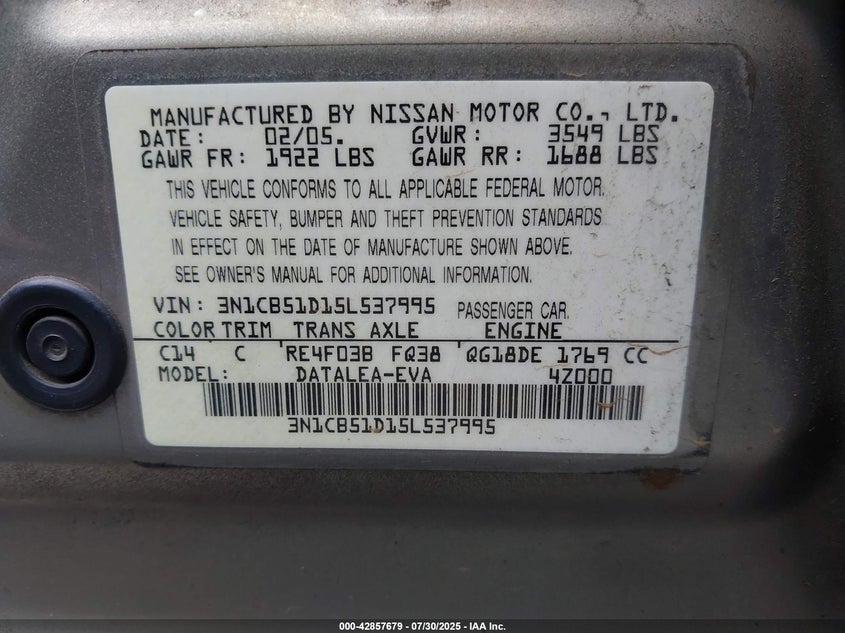 MANUFACTURED BY NISSAN MOTOR CO., LTD.
DATE: 02/05. GVWR: 3549 LBS
GAWR FR: 1922 LBS GAWR RR: 1688 LBS
THIS VEHICLE CONFORMS TO ALL APPLICABLE FEDERAL MOTOR.
VEHICLE SAFETY, BUMPER AND THEFT PREVENTION STANDARDS
IN EFFECT ON THE DATE OF MANUFACTURE SHOWN ABOVE.
SEE OWNER'S MANUAL FOR ADDITIONAL INFORMATION.
VIN: 3N1CB51D15L537995 PASSENGER CAR.
COLOR TRIM TRANS AXLE ENGINE
C14 C RE4F03B FQ38 QG18DE 1769 CC
MODEL: DATALEA-EVA 4Z000
3N1CB51D15L537995
000-42857679 / 07/30/2025 - IAA Inc.